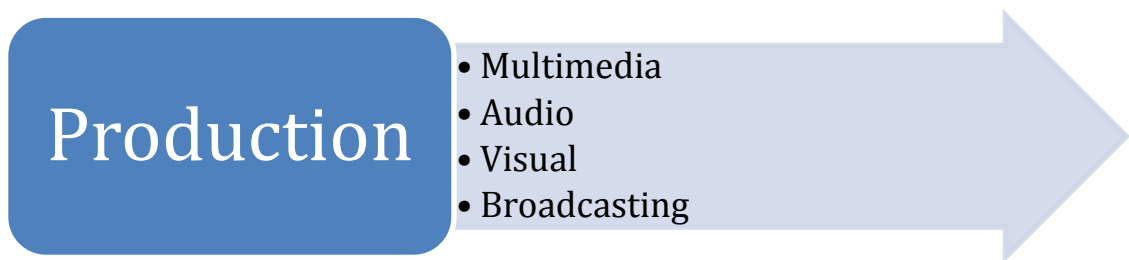 Production
• Multimedia
• Audio
• Visual
• Broadcasting